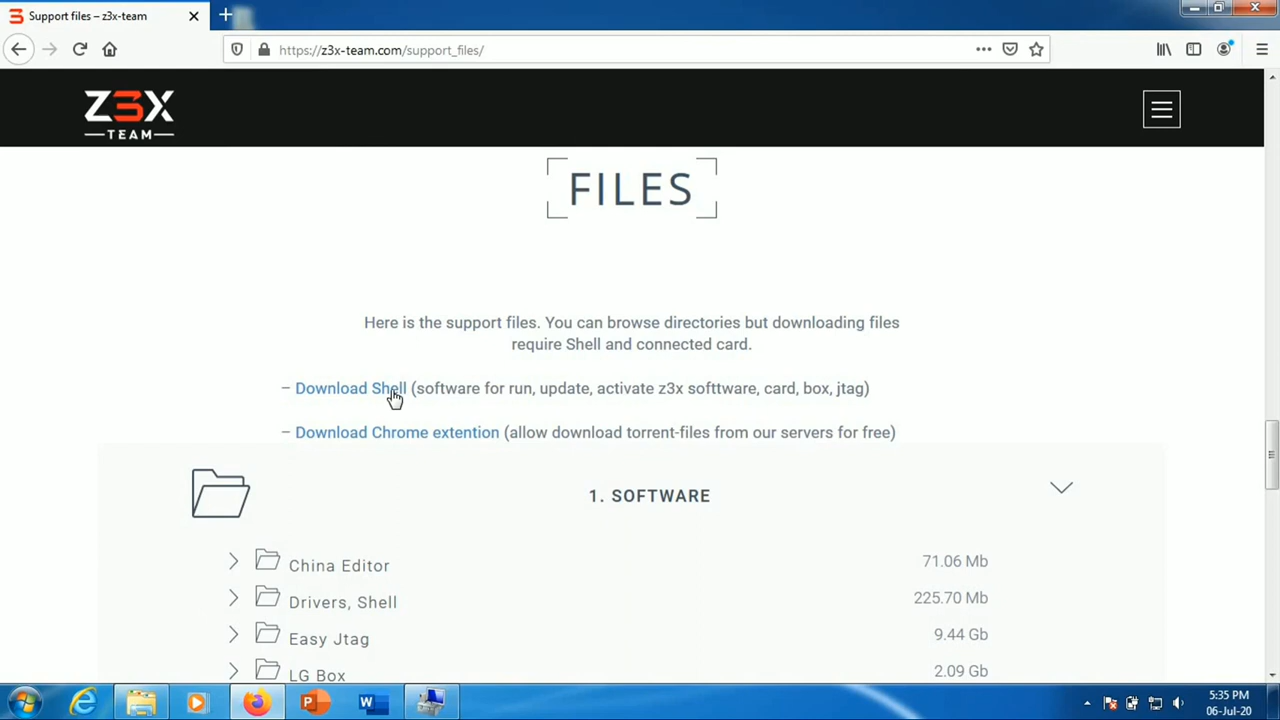 Support files – z3x-team
https://z3x-team.com/support_files/
Z3X
TEAM
FILES
Here is the support files. You can browse directories but downloading files
require Shell and connected card.
– Download Shell (software for run, update, activate z3x softtware, card, box, jtag)
– Download Chrome extention (allow download torrent-files from our servers for free)
1. SOFTWARE
China Editor 71.06 Mb
Drivers, Shell 225.70 Mb
Easy Jtag 9.44 Gb
LG Box 2.09 Gb
5:35 PM
06-Jul-20